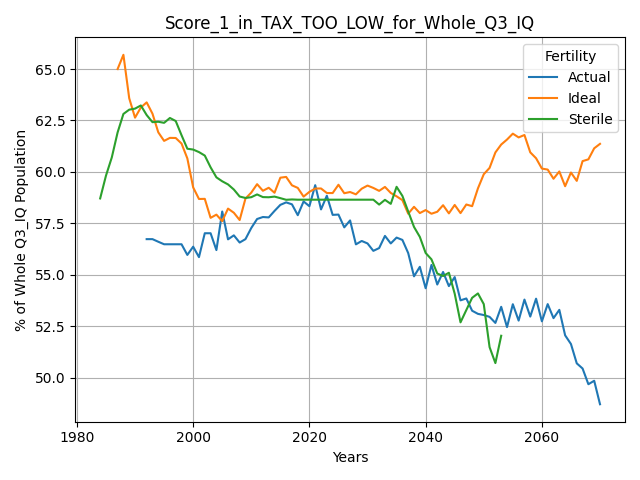 Score_1_in_TAX_TOO_LOW_for_Whole_Q3_IQ
% of Whole Q3_IQ Population
65.0
62.5
60.0
57.5
55.0
52.5
50.0
Fertility
Actual
Ideal
Sterile
1980
2000
2020
2040
2060
Years